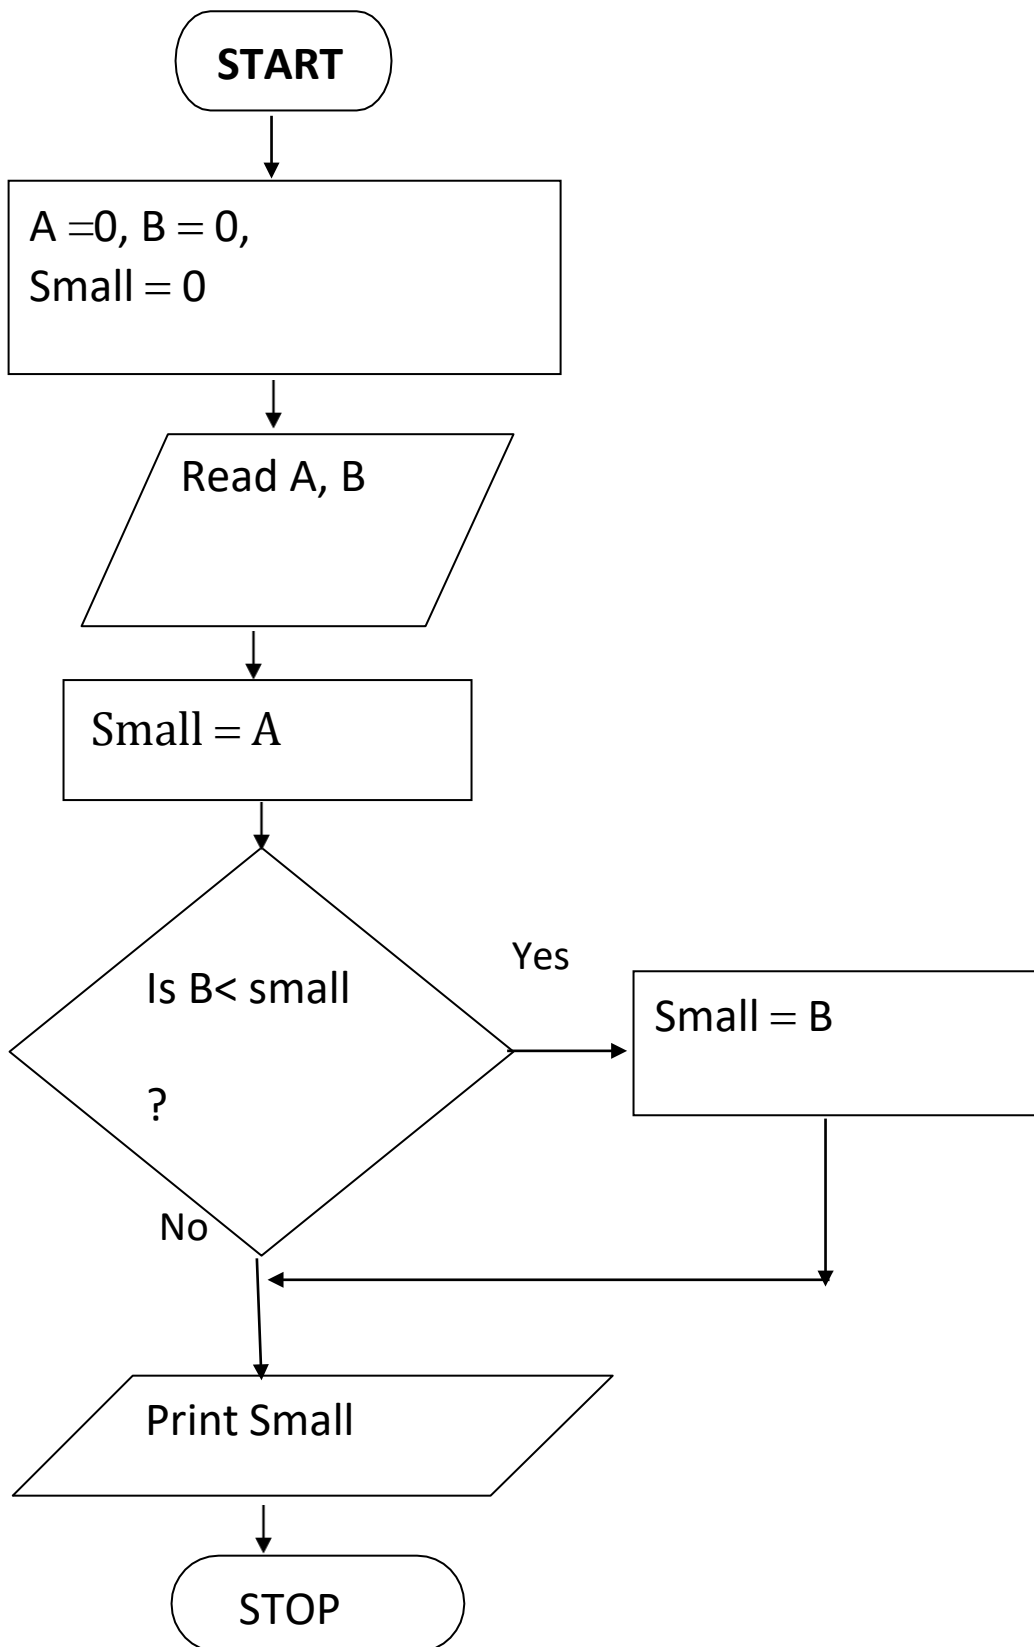 START
A =0, B = 0,
Small = 0
Read A, B
Small = A
Is B< small
?
Yes
Small = B
No
Print Small
STOP